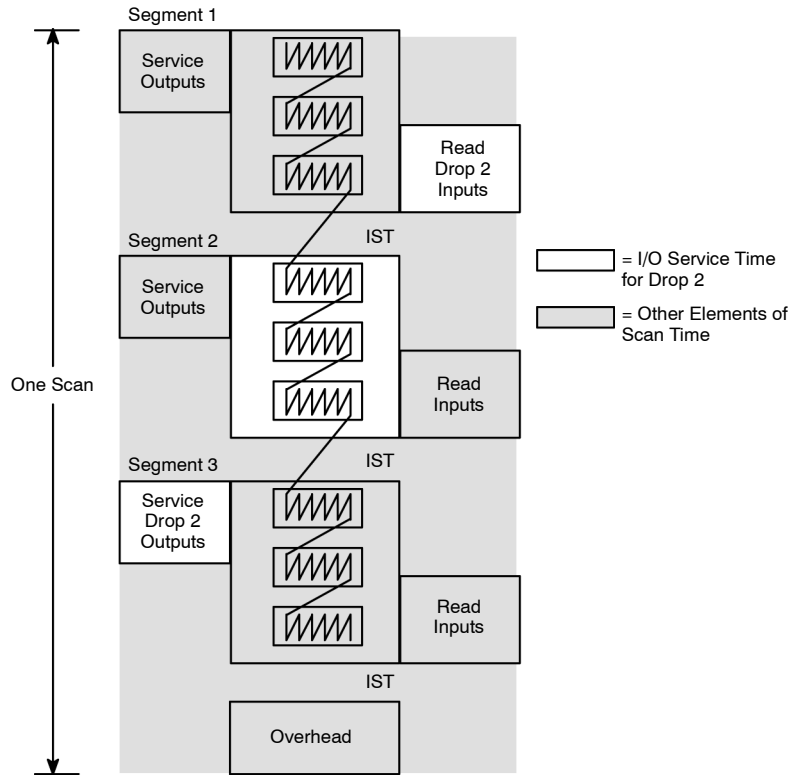 Segment 1
Service
Outputs
Read
Drop 2
Inputs
IST
Segment 2
Service
Outputs
= I/O Service Time
for Drop 2
= Other Elements of
Scan Time
One Scan
Read
Inputs
IST
Segment 3
Service
Drop 2
Outputs
Read
Inputs
IST
Overhead